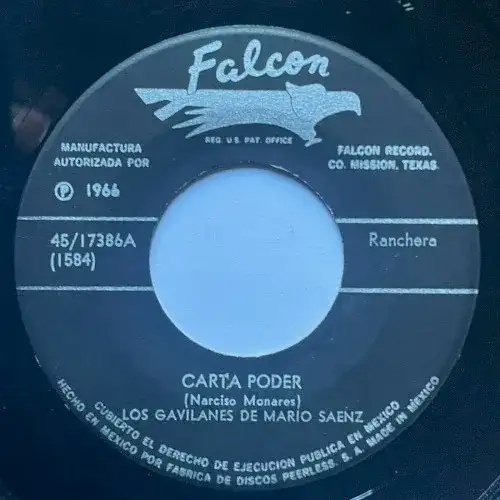 Falcon
REG. U.S. PAT. OFFICE
MANUFACTURA
AUTORIZADA POR
FALCON RECORD.
CO. MISSION, TEXAS.
Ⓟ 1966
45/17386A
(1584)
Ranchera
CARTA PODER
(Narciso Monares)
LOS GAVILANES DE MARIO SAENZ
CUBIERTO EL DERECHO DE EJECUCION PUBLICA EN MEXICO
HECHO EN MEXICO POR FABRICA DE DISCOS PEERLESS. S. A. MADE IN MEXICO